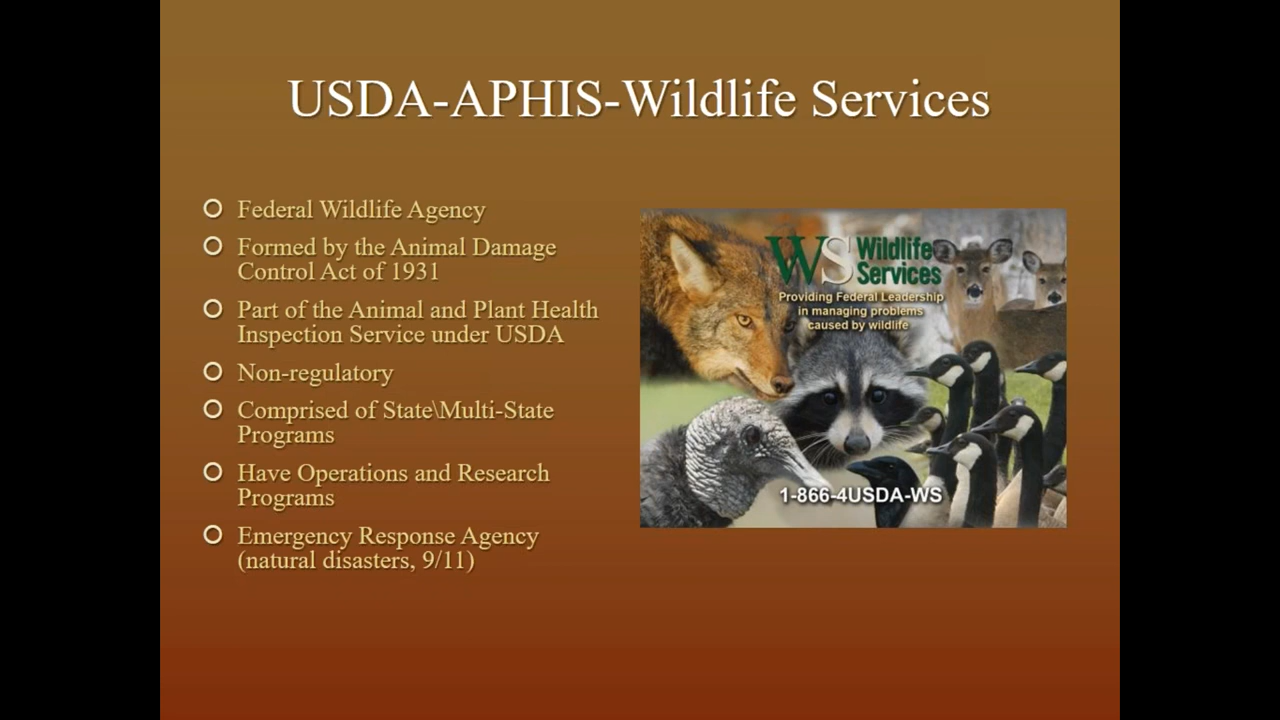 USDA-APHIS-Wildlife Services
Federal Wildlife Agency
Formed by the Animal Damage
Control Act of 1931
Part of the Animal and Plant Health
Inspection Service under USDA
Non-regulatory
Comprised of State\Multi-State
Programs
Have Operations and Research
Programs
Emergency Response Agency
(natural disasters, 9/11)
WS Wildlife
Services
Providing Federal Leadership
in managing problems
caused by wildlife
1-866-4USDA-WS